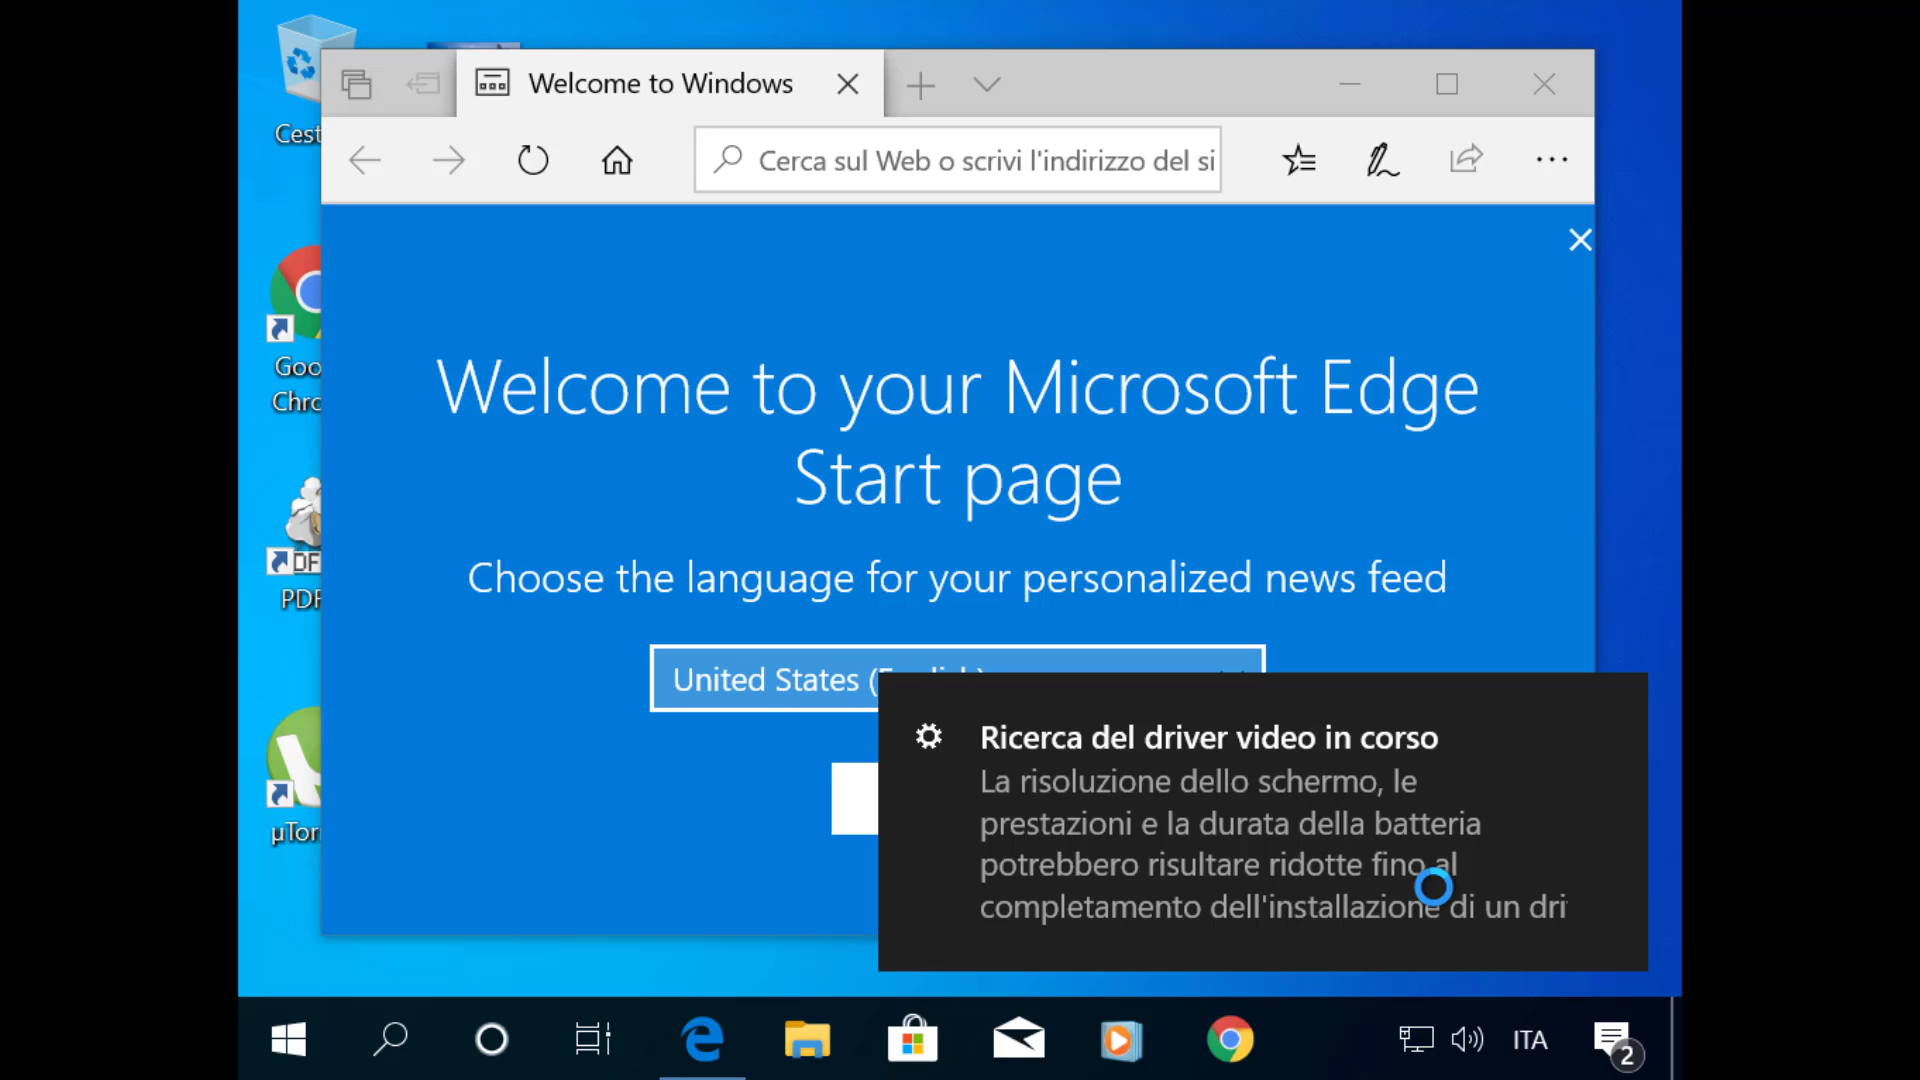 Welcome to Windows
Cerca sul Web o scrivi l'indirizzo del si
Cest
Goo
Chro
DF
PDF
µTor
Welcome to your Microsoft Edge
Start page
Choose the language for your personalized news feed
United States (English)
Ricerca del driver video in corso
La risoluzione dello schermo, le
prestazioni e la durata della batteria
potrebbero risultare ridotte fino al
completamento dell'installazione di un dri
ITA
2